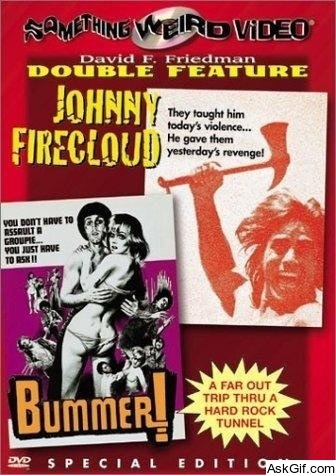 SOMETHING WEIRD VIDEO®
David F. Friedman
DOUBLE FEATURE
JOHNNY
FIRECLOUD
They taught him
today's violence...
He gave them
yesterday's revenge!
YOU DON'T HAVE TO
ASSAULT A
GROUPIE...
YOU JUST HAVE
TO ASK!!
BUMMER!
A FAR OUT
TRIP THRU A
HARD ROCK
TUNNEL
DVD
VIDEO
SPECIAL EDITION
AskGif.com